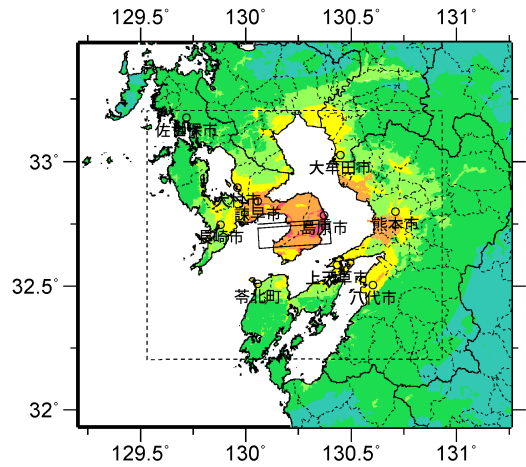 129.5° 130° 130.5° 131°
佐世保市
33°
大牟田市
大村市
諫早市
島原市
熊本市
長崎市
上天草市
32.5°
苓北町
八代市
32°
129.5° 130° 130.5° 131°